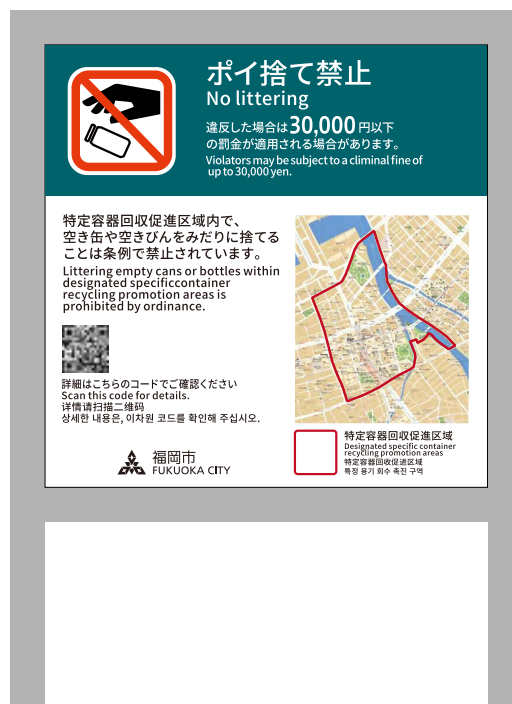 ポイ捨て禁止
No littering
違反した場合は30,000 円以下
の罰金が適用される場合があります。
Violators may be subject to a climinal fine of
up to 30,000 yen.
特定容器回収促進区域内で、
空き缶や空きびんをみだりに捨てる
ことは条例で禁止されています。
Littering empty cans or bottles within
designated specificcontainer
recycling promotion areas is
prohibited by ordinance.
詳細はこちらのコードでご確認ください
Scan this code for details.
详情请扫描二维码
상세한 내용은, 이차원 코드를 확인해 주십시오.
福岡市
FUKUOKA CITY
特定容器回収促進区域
Designated specific container
recycling promotion areas
特定容器回收促进区域
특정 용기 회수 촉진 구역